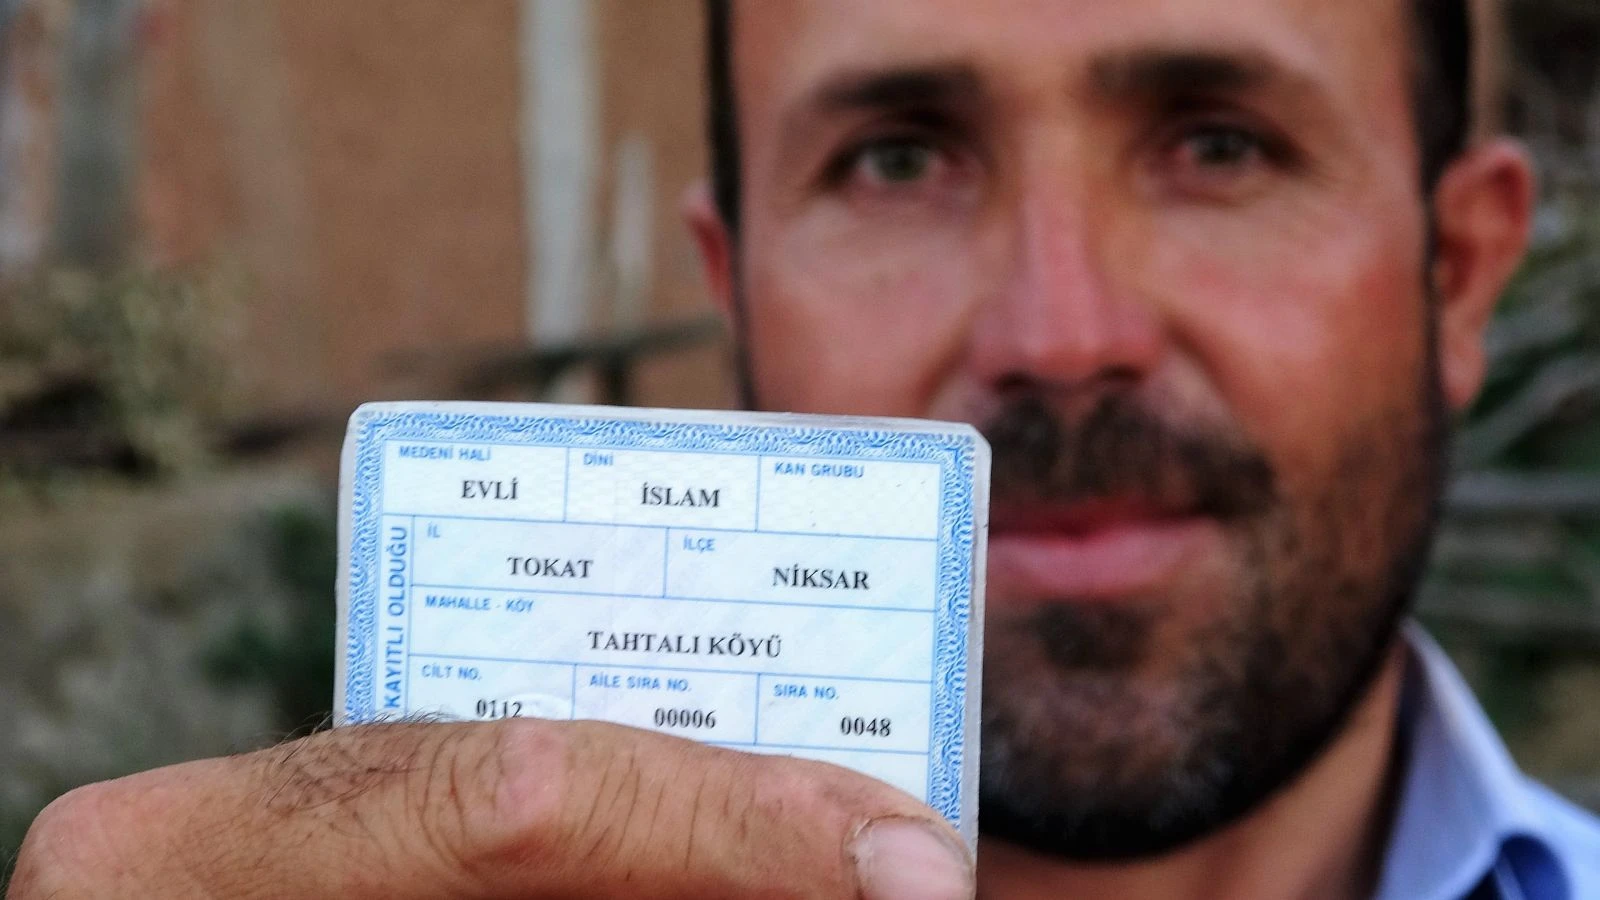 MEDENİ HALİ DİNİ KAN GRUBU
EVLİ İSLAM
İL İLÇE
TOKAT NİKSAR
MAHALLE - KÖY
TAHTALI KÖYÜ
CİLT NO. AİLE SIRA NO. SIRA NO.
0112 00006 0048
KAYITLI OLDUĞU